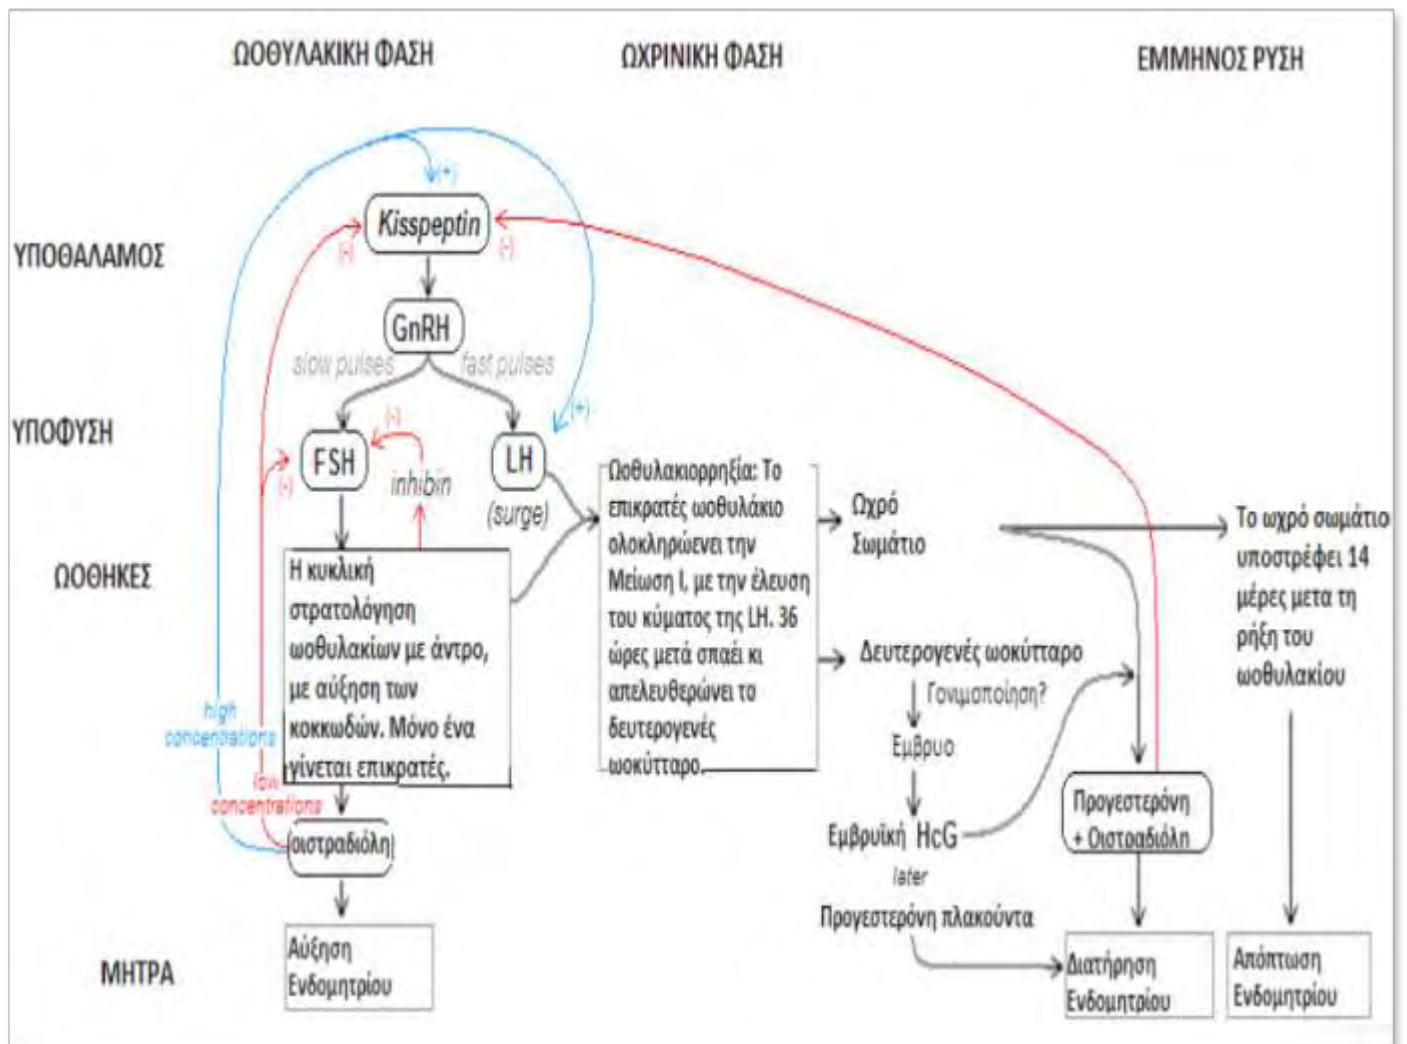 ΩΟΘΥΛΑΚΙΚΗ ΦΑΣΗ
ΩΧΡΙΝΙΚΗ ΦΑΣΗ
ΕΜΜΗΝΟΣ ΡΥΣΗ
(+)
Kisspeptin
(-)
(-)
ΥΠΟΘΑΛΑΜΟΣ
GnRH
slow pulses
fast pulses
ΥΠΟΦΥΣΗ
(-)
(+)
FSH
(-)
inhibin
LH
(surge)
Ωοθυλακιορρηξία: Το
επικρατές ωοθυλάκιο
ολοκληρώενει την
Μείωση Ι, με την έλευση
του κύματος της LH. 36
ώρες μετά σπαέι κι
απελευθερώνει το
δευτερογενές
ωοκύτταρο.
Ωχρό
Σωμάτιο
Το ωχρό σωμάτιο
υποστρέφει 14
μέρες μετα τη
ρήξη του
ωοθυλακίου
ΩΟΘΗΚΕΣ
Η κυκλική
στρατολόγηση
ωοθυλακίων με άντρο,
με αύξηση των
κοκκωδών. Μόνο ένα
γίνεται επικρατές.
Δευτερογενές ωοκύτταρο
Γονιμοποίηση?
Εμβρυο
high
concentrations
low
concentrations
οιστραδιόλη
Εμβρυϊκή HcG
later
Προγεστερόνη πλακούντα
Προγεστερόνη
+ Οιστραδιόλη
ΜΗΤΡΑ
Αύξηση
Ενδομητρίου
Διατήρηση
Ενδομητρίου
Απόπτωση
Ενδομητρίου